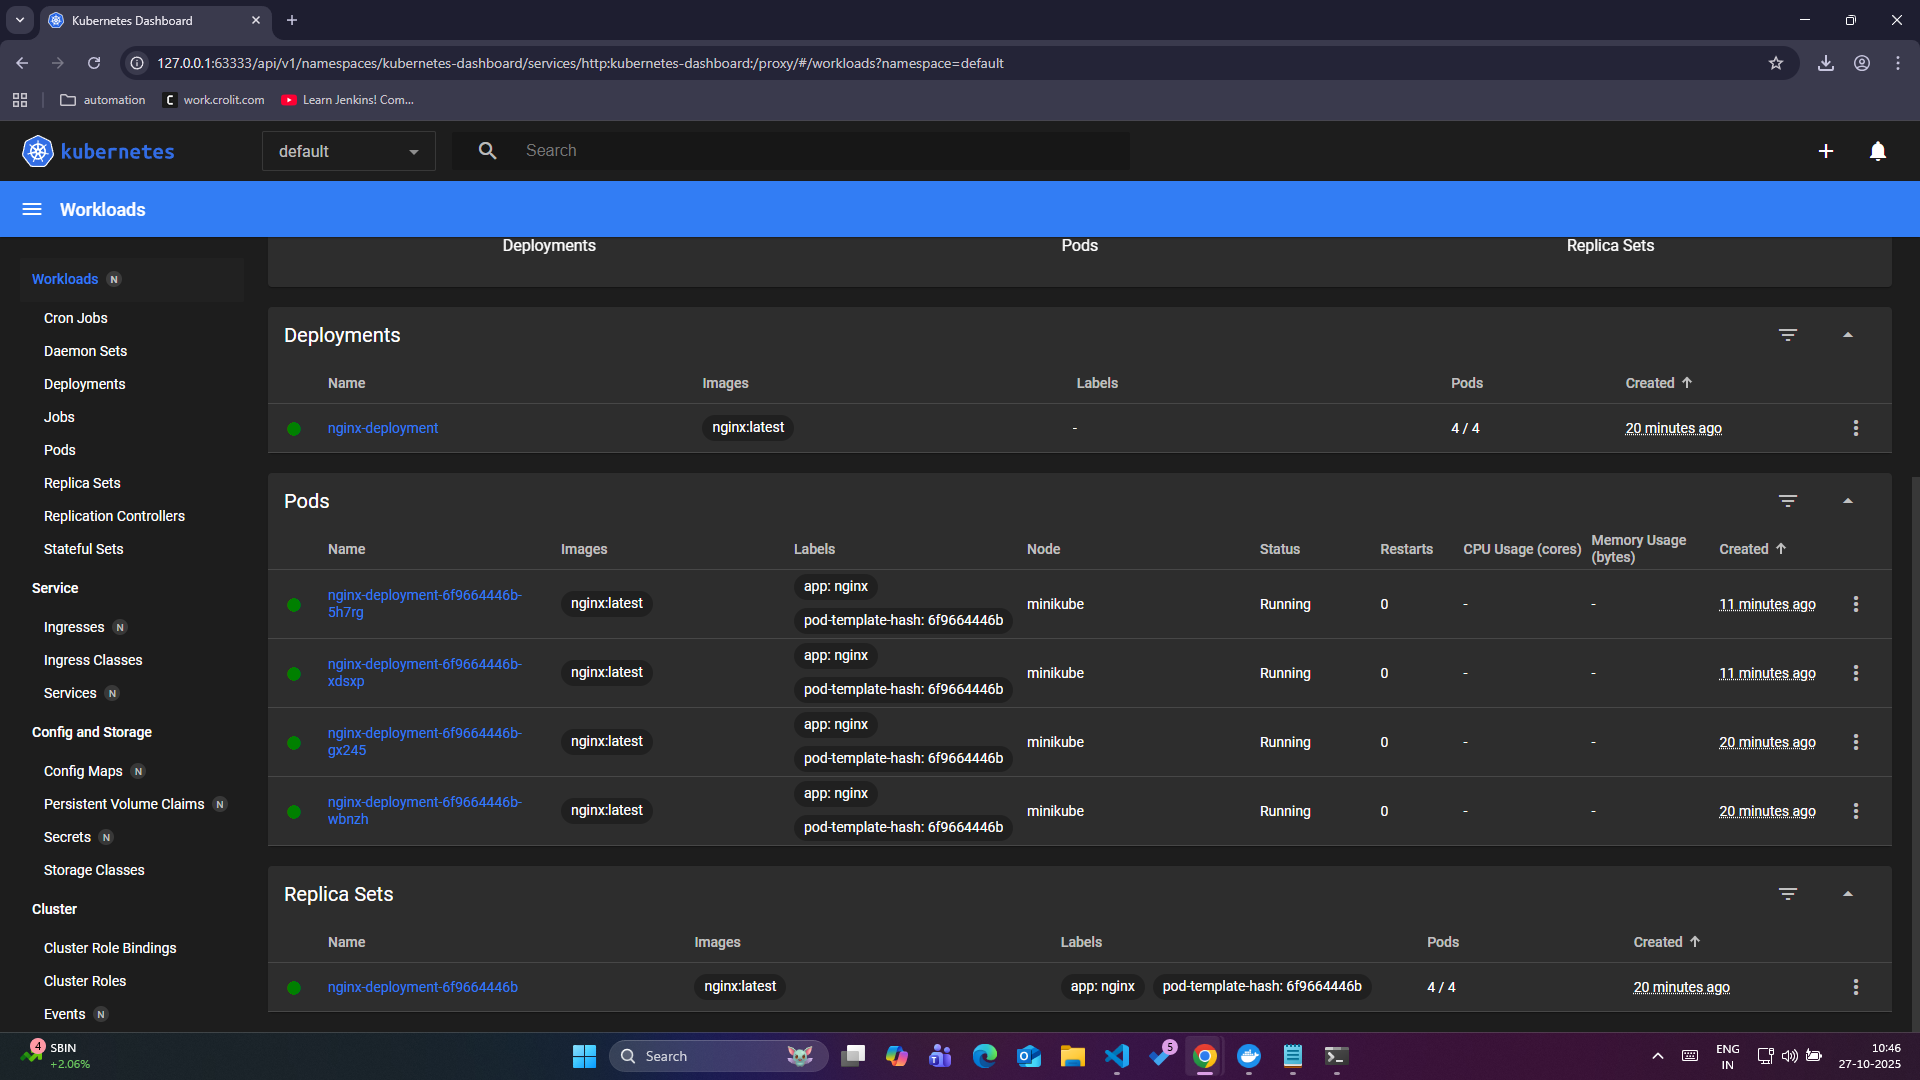 Kubernetes Dashboard
127.0.0.1:63333/api/v1/namespaces/kubernetes-dashboard/services/http:kubernetes-dashboard:/proxy/#/workloads?namespace=default
automation
work.crolit.com
Learn Jenkins! Com...
kubernetes
default
Search
Workloads
Deployments Pods Replica Sets
Workloads N
Cron Jobs
Daemon Sets
Deployments
Jobs
Pods
Replica Sets
Replication Controllers
Stateful Sets
Service
Ingresses N
Ingress Classes
Services N
Config and Storage
Config Maps N
Persistent Volume Claims N
Secrets N
Storage Classes
Cluster
Cluster Role Bindings
Cluster Roles
Events N
Deployments
Name Images Labels Pods Created
nginx-deployment nginx:latest - 4 / 4 20 minutes ago
Pods
Name Images Labels Node Status Restarts CPU Usage (cores) Memory Usage (bytes) Created
nginx-deployment-6f9664446b-
5h7rg
nginx:latest
app: nginx
pod-template-hash: 6f9664446b
minikube Running 0 - - 11 minutes ago
nginx-deployment-6f9664446b-
xdsxp
nginx:latest
app: nginx
pod-template-hash: 6f9664446b
minikube Running 0 - - 11 minutes ago
nginx-deployment-6f9664446b-
gx245
nginx:latest
app: nginx
pod-template-hash: 6f9664446b
minikube Running 0 - - 20 minutes ago
nginx-deployment-6f9664446b-
wbnzh
nginx:latest
app: nginx
pod-template-hash: 6f9664446b
minikube Running 0 - - 20 minutes ago
Replica Sets
Name Images Labels Pods Created
nginx-deployment-6f9664446b nginx:latest app: nginx pod-template-hash: 6f9664446b 4 / 4 20 minutes ago
4
SBIN
+2.06%
Search
5
ENG
IN
10:46
27-10-2025